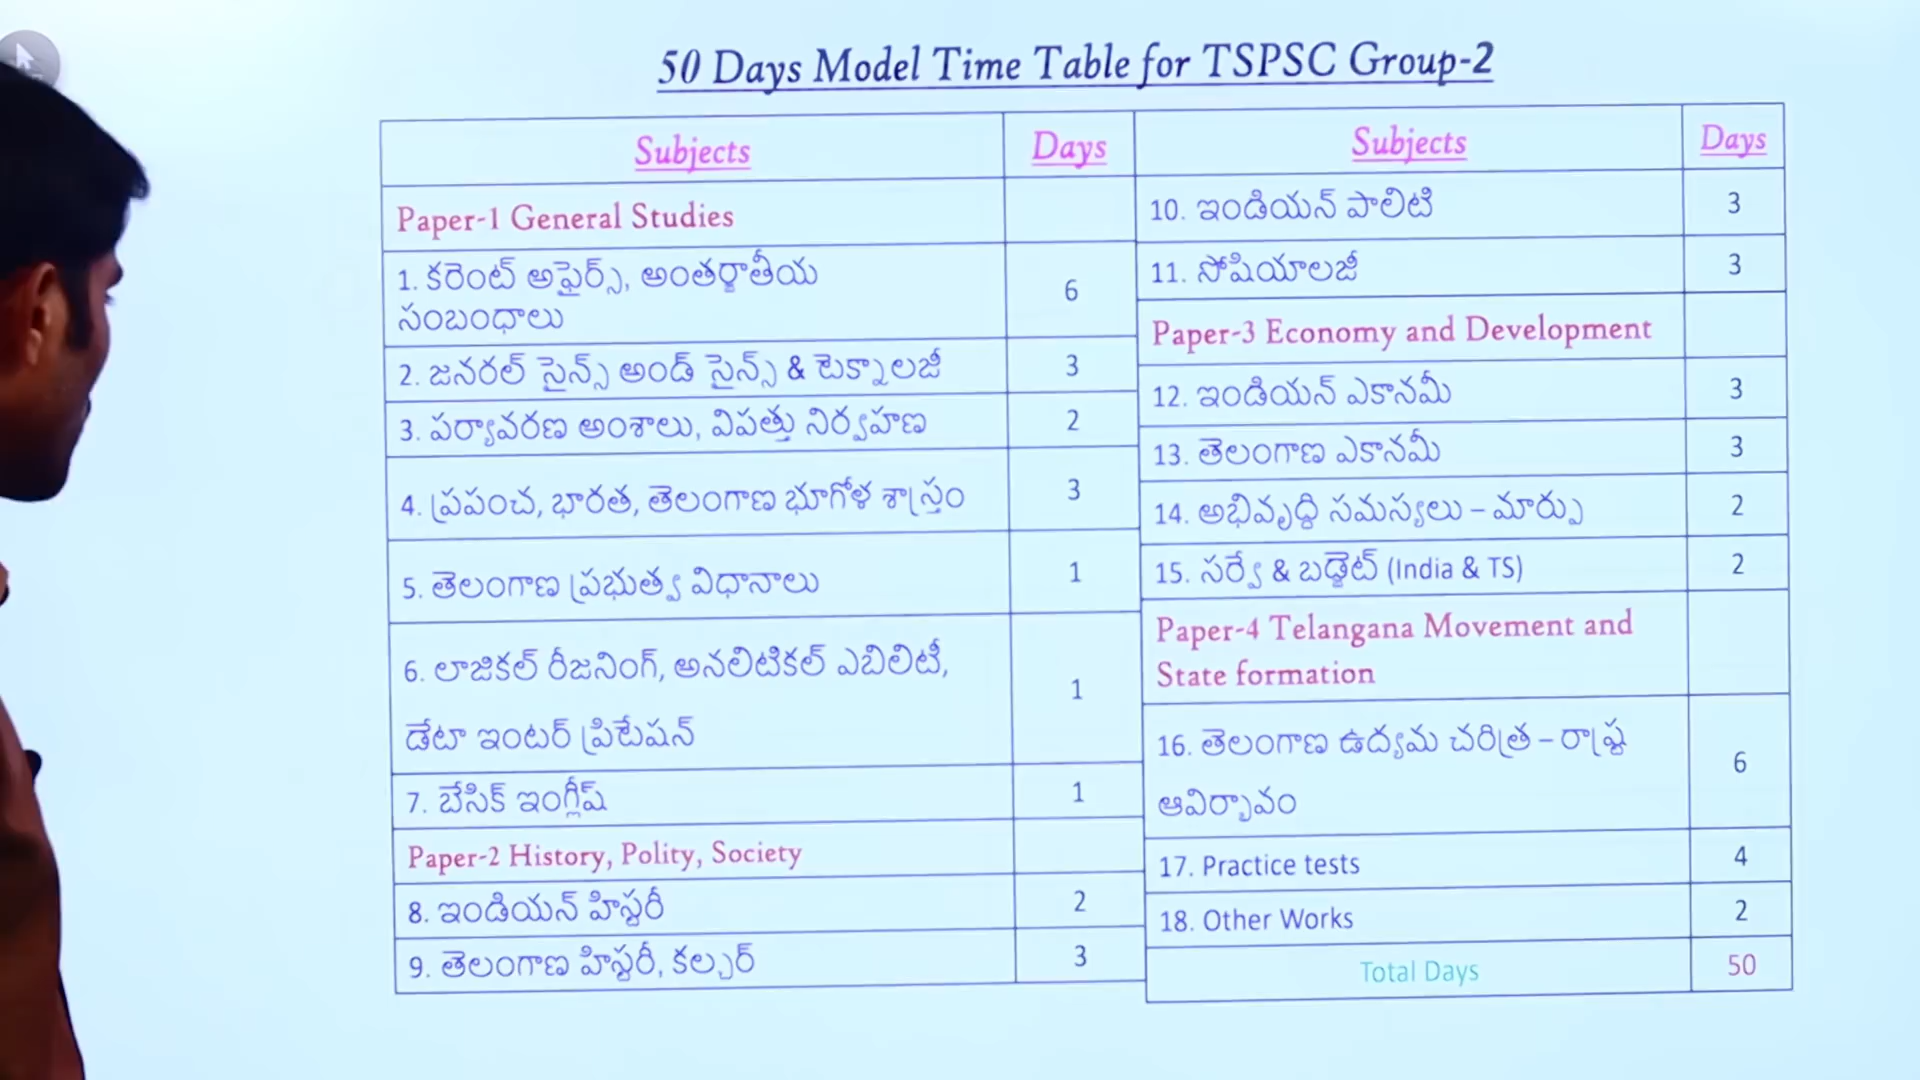 50 Days Model Time Table for TSPSC Group-2
Subjects Days
Paper-1 General Studies
1. కరెంట్ అఫైర్స్, అంతర్జాతీయ
సంబంధాలు 6
2. జనరల్ సైన్స్ అండ్ సైన్స్ & టెక్నాలజీ 3
3. పర్యావరణ అంశాలు, విపత్తు నిర్వహణ 2
4. ప్రపంచ, భారత, తెలంగాణ భూగోళ శాస్త్రం 3
5. తెలంగాణ ప్రభుత్వ విధానాలు 1
6. లాజికల్ రీజనింగ్, అనలిటికల్ ఎబిలిటీ,
డేటా ఇంటర్ ప్రిటేషన్ 1
7. బేసిక్ ఇంగ్లీష్ 1
Paper-2 History, Polity, Society
8. ఇండియన్ హిస్టరీ 2
9. తెలంగాణ హిస్టరీ, కల్చర్ 3
Subjects Days
10. ఇండియన్ పాలిటి 3
11. సోషియాలజీ 3
Paper-3 Economy and Development
12. ఇండియన్ ఎకానమీ 3
13. తెలంగాణ ఎకానమీ 3
14. అభివృద్ధి సమస్యలు – మార్పు 2
15. సర్వే & బడ్జెట్ (India & TS) 2
Paper-4 Telangana Movement and
State formation
16. తెలంగాణ ఉద్యమ చరిత్ర – రాష్ట్ర
ఆవిర్భావం 6
17. Practice tests 4
18. Other Works 2
Total Days 50